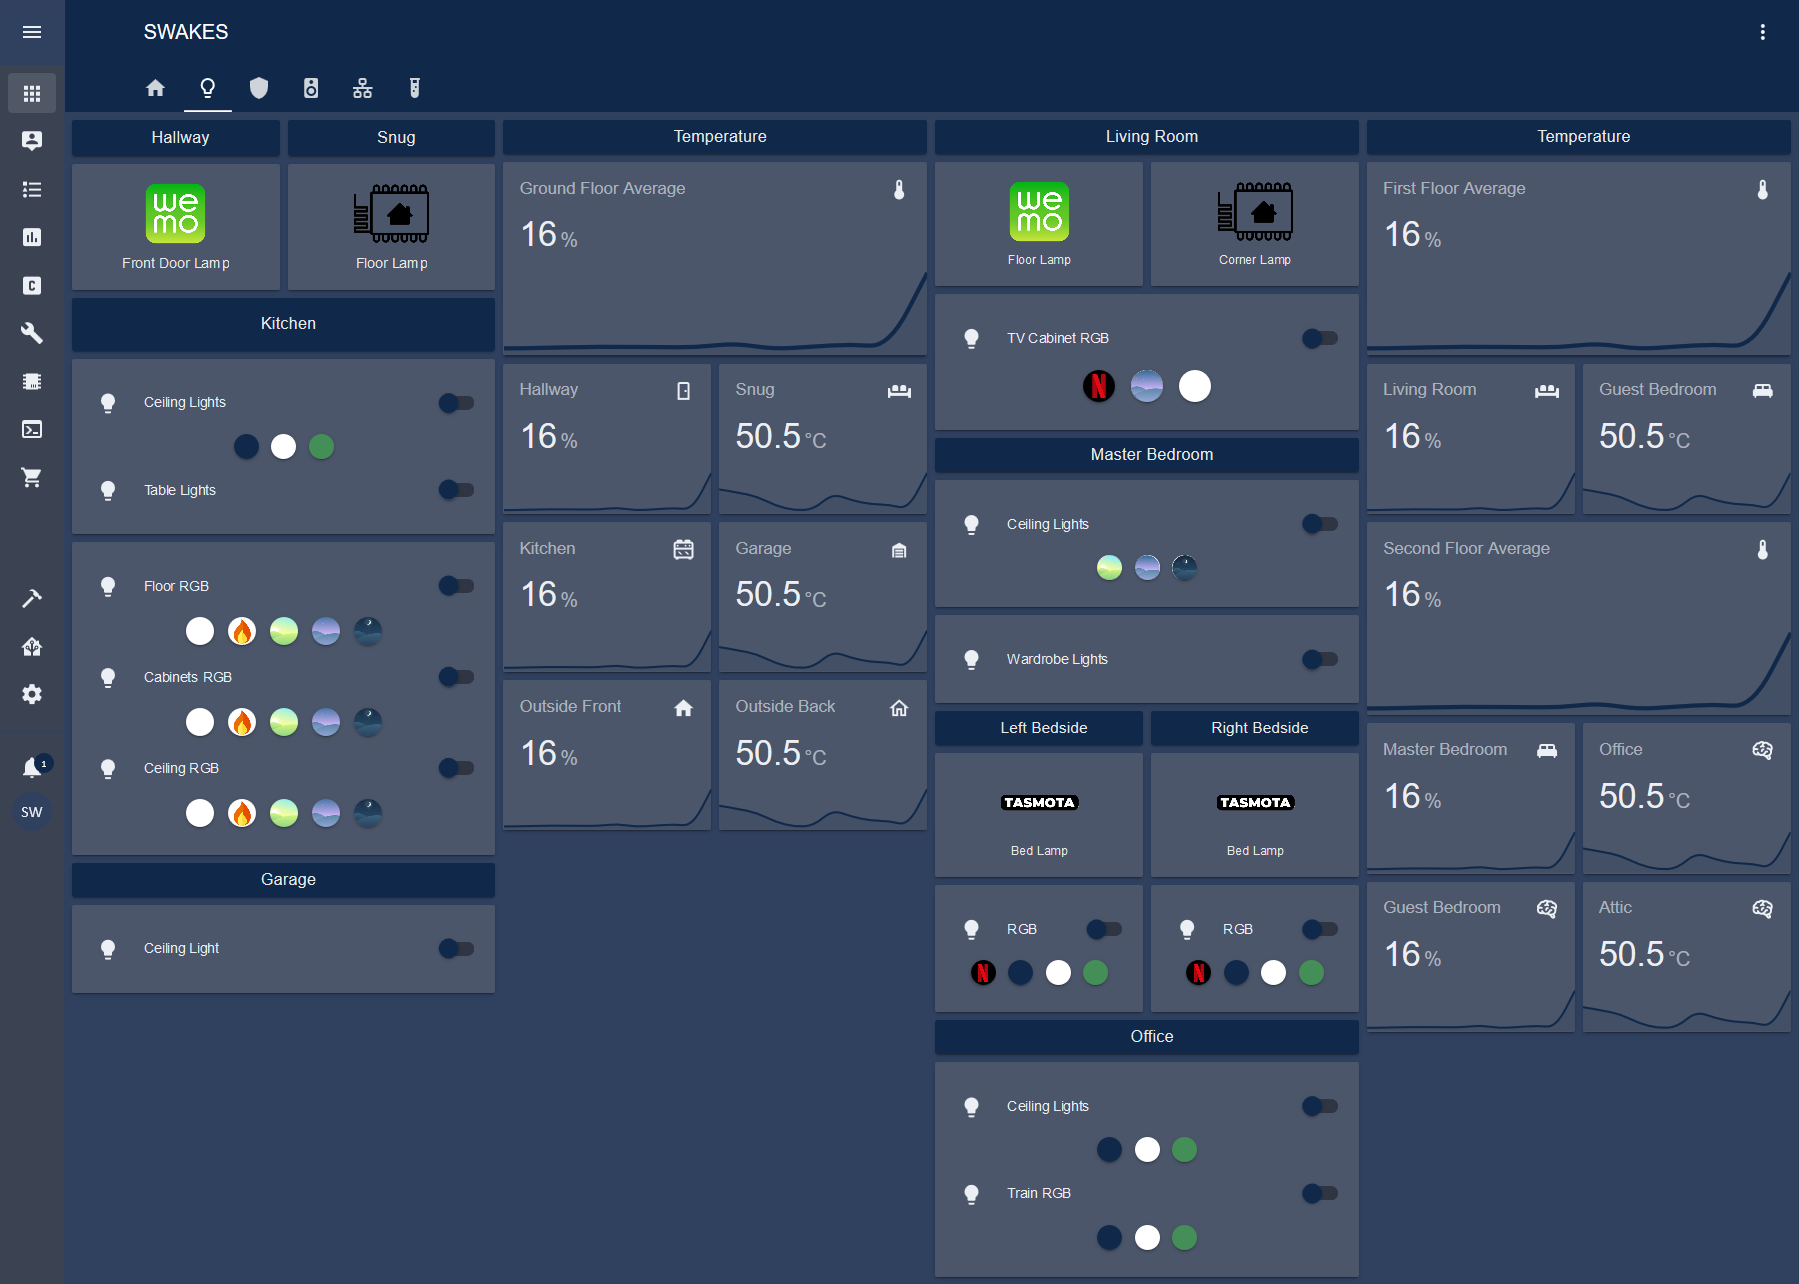 SWAKES
Hallway
Snug
we
mo
Front Door Lamp
Floor Lamp
Kitchen
Ceiling Lights
Table Lights
Floor RGB
Cabinets RGB
Ceiling RGB
Garage
Ceiling Light
Temperature
Ground Floor Average
16 %
Hallway
16 %
Snug
50.5 °C
Kitchen
16 %
Garage
50.5 °C
Outside Front
16 %
Outside Back
50.5 °C
Living Room
we
mo
Floor Lamp
Corner Lamp
TV Cabinet RGB
N
Master Bedroom
Ceiling Lights
Wardrobe Lights
Left Bedside
Right Bedside
TASMOTA
Bed Lamp
TASMOTA
Bed Lamp
RGB
N
RGB
N
Office
Ceiling Lights
Train RGB
Temperature
First Floor Average
16 %
Living Room
16 %
Guest Bedroom
50.5 °C
Second Floor Average
16 %
Master Bedroom
16 %
Office
50.5 °C
Guest Bedroom
16 %
Attic
50.5 °C
C
1
SW